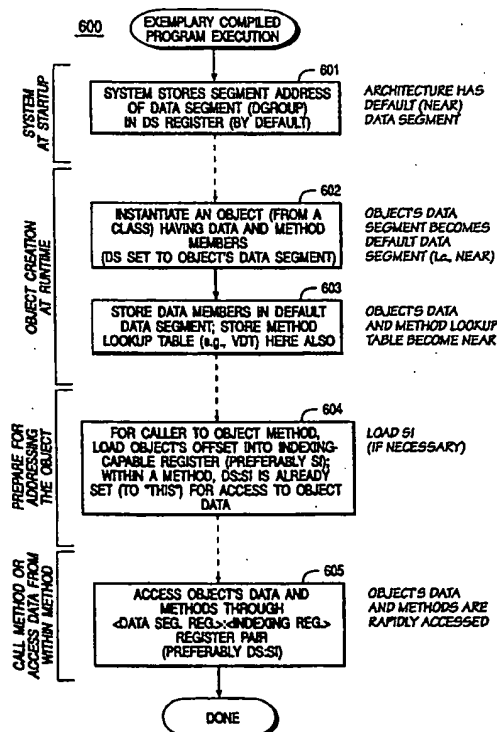 600
EXEMPLARY COMPILED
PROGRAM EXECUTION
SYSTEM
AT STARTUP
601
SYSTEM STORES SEGMENT ADDRESS
OF DATA SEGMENT (DGROUP)
IN DS REGISTER (BY DEFAULT)
ARCHITECTURE HAS
DEFAULT (NEAR)
DATA SEGMENT
OBJECT CREATION
AT RUNTIME
602
INSTANTIATE AN OBJECT (FROM A
CLASS) HAVING DATA AND METHOD
MEMBERS
(DS SET TO OBJECT'S DATA SEGMENT)
OBJECT'S DATA
SEGMENT BECOMES
DEFAULT DATA
SEGMENT (i.e., NEAR)
603
STORE DATA MEMBERS IN DEFAULT
DATA SEGMENT; STORE METHOD
LOOKUP TABLE (e.g., VDT) HERE ALSO
OBJECT'S DATA
AND METHOD LOOKUP
TABLE BECOME NEAR
PREPARE FOR
ADDRESSING
THE OBJECT
604
FOR CALLER TO OBJECT METHOD,
LOAD OBJECT'S OFFSET INTO INDEXING-
CAPABLE REGISTER (PREFERABLY SI);
WITHIN A METHOD, DS:SI IS ALREADY
SET (TO "THIS") FOR ACCESS TO OBJECT
DATA
LOAD SI
(IF NECESSARY)
CALL METHOD OR
ACCESS DATA FROM
WITHIN METHOD
605
ACCESS OBJECT'S DATA AND
METHODS THROUGH
<DATA SEG. REG.>:<INDEXING REG.>
REGISTER PAIR
(PREFERABLY DS:SI)
OBJECT'S DATA
AND METHODS ARE
RAPIDLY ACCESSED
DONE